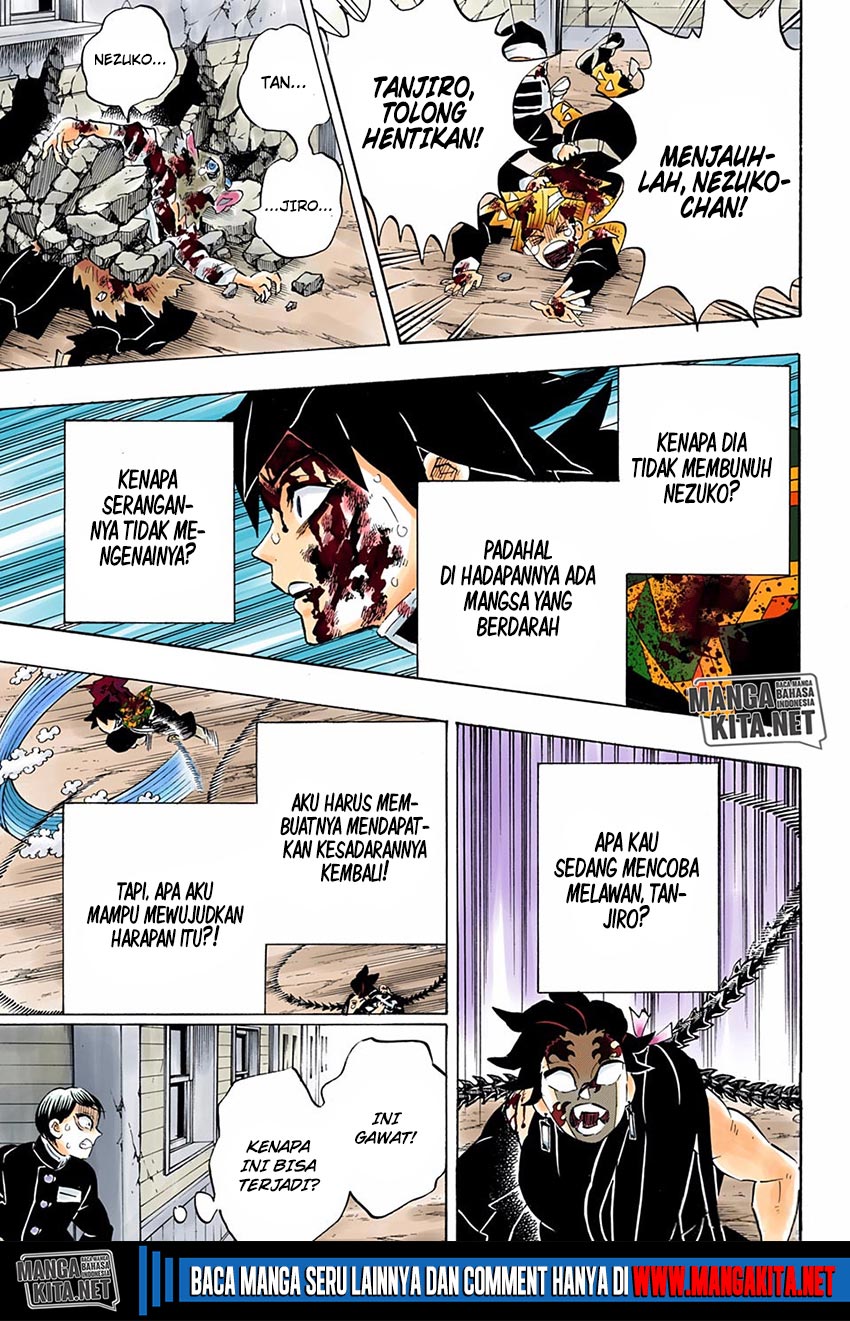 MENJAUH-
LAH, NEZUKO-
CHAN!
TANJIRO,
TOLONG
HENTIKAN!
NEZUKO...
TAN...
...JIRO...
KENAPA DIA
TIDAK MEMBUNUH
NEZUKO?
PADAHAL
DI HADAPANNYA ADA
MANGSA YANG
BERDARAH
KENAPA
SERANGAN-
NYA TIDAK ME-
NGENAINYA?
MANGA
KITA.NET
BACA MANGA
BAHASA
INDONESIA
APA KAU
SEDANG MENCOBA
MELAWAN, TAN-
JIRO?
AKU HARUS MEM-
BUATNYA MENDAPAT-
KAN KESADARANNYA
KEMBALI!
TAPI, APA AKU
MAMPU MEWUJUDKAN
HARAPAN ITU?!
INI
GAWAT!
KENAPA
INI BISA
TERJADI?
MANGA
KITA.NET
BACA MANGA
BAHASA
INDONESIA
BACA MANGA SERU LAINNYA DAN COMMENT HANYA DI WWW.MANGAKITA.NET